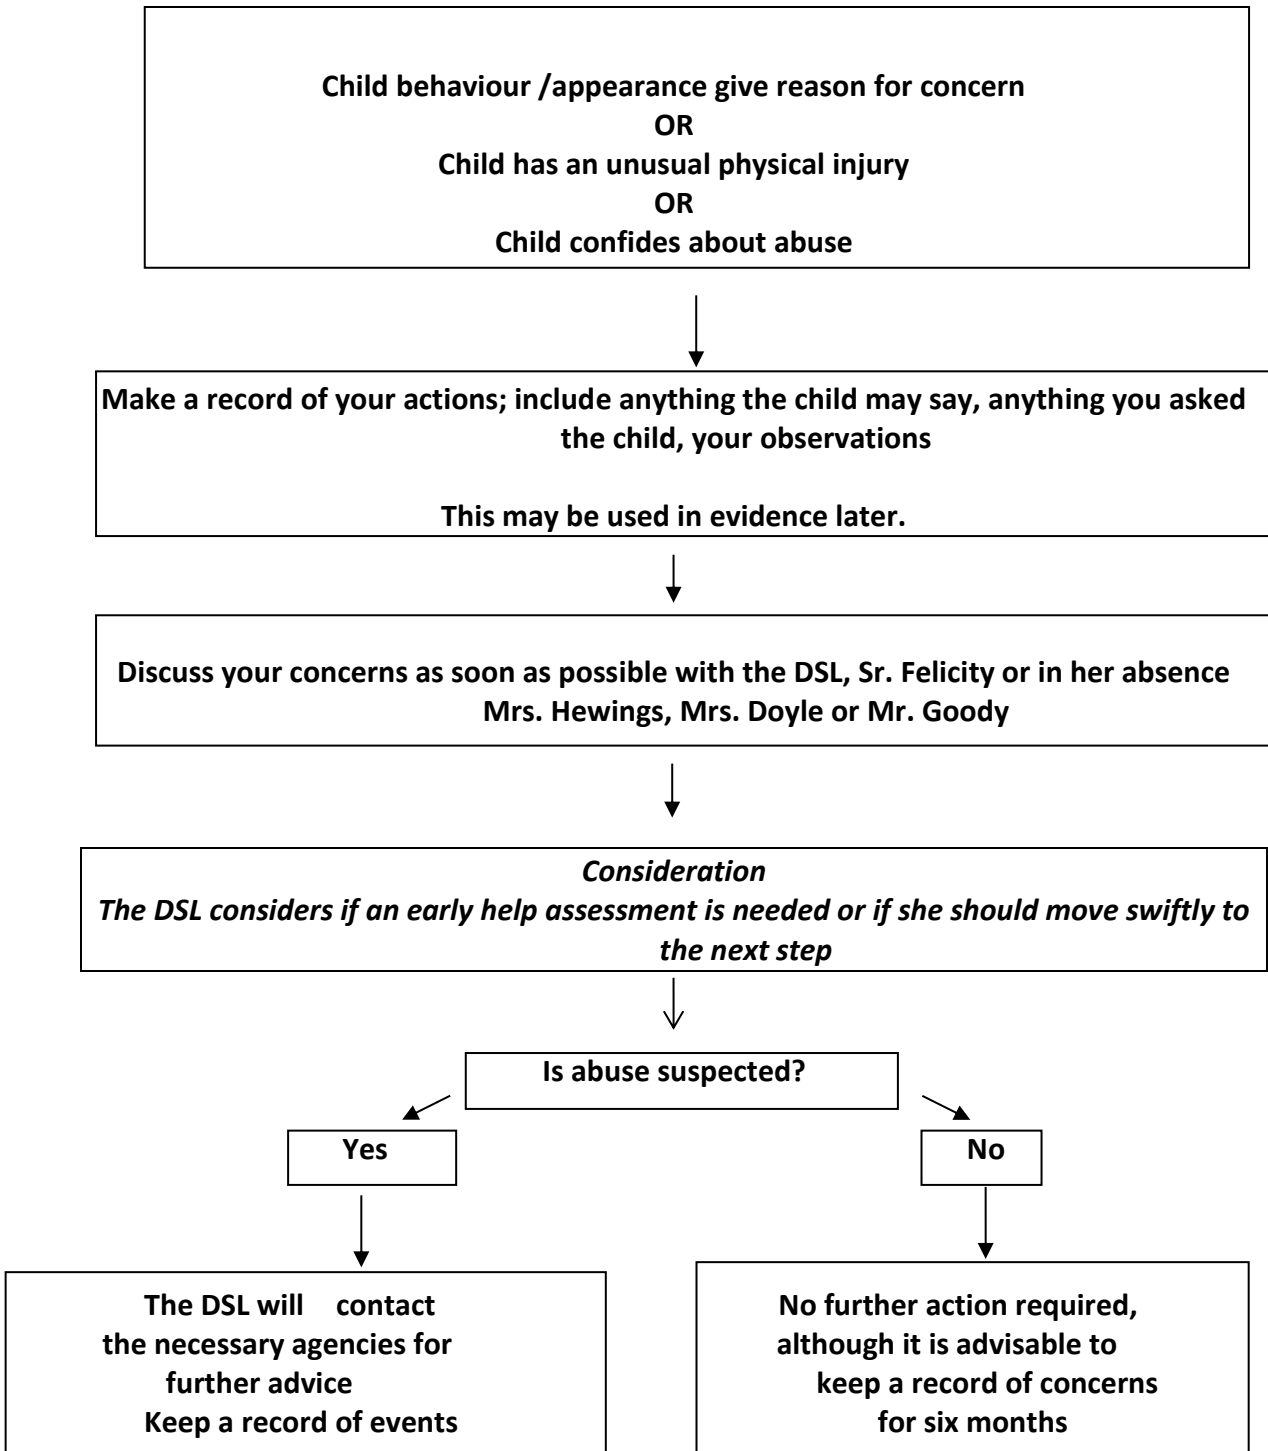 Child behaviour /appearance give reason for concern
OR
Child has an unusual physical injury
OR
Child confides about abuse
Make a record of your actions; include anything the child may say, anything you asked
the child, your observations
This may be used in evidence later.
Discuss your concerns as soon as possible with the DSL, Sr. Felicity or in her absence
Mrs. Hewings, Mrs. Doyle or Mr. Goody
Consideration
The DSL considers if an early help assessment is needed or if she should move swiftly to
the next step
Is abuse suspected?
Yes
No
The DSL will contact
the necessary agencies for
further advice
Keep a record of events
No further action required,
although it is advisable to
keep a record of concerns
for six months